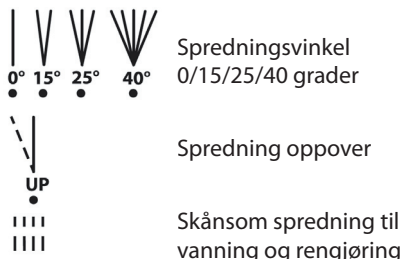 0° 15° 25° 40°
Spredningsvinkel
0/15/25/40 grader
Spredning oppover
UP
Skånsom spredning til
vanning og rengjøring